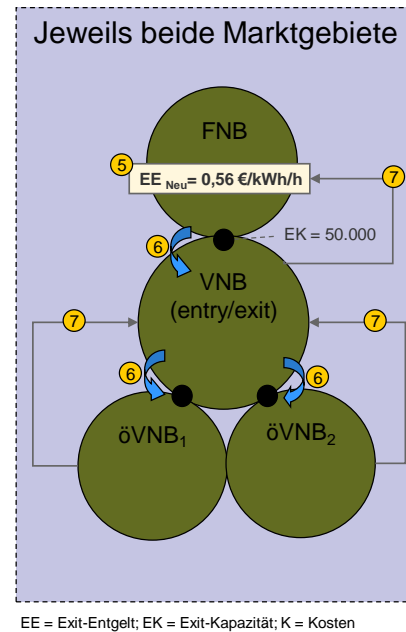 Jeweils beide Marktgebiete
FNB
5
EE Neu = 0,56 €/kWh/h
7
6
EK = 50.000
VNB
(entry/exit)
7
7
6
6
öVNB1
öVNB2
EE = Exit-Entgelt; EK = Exit-Kapazität; K = Kosten